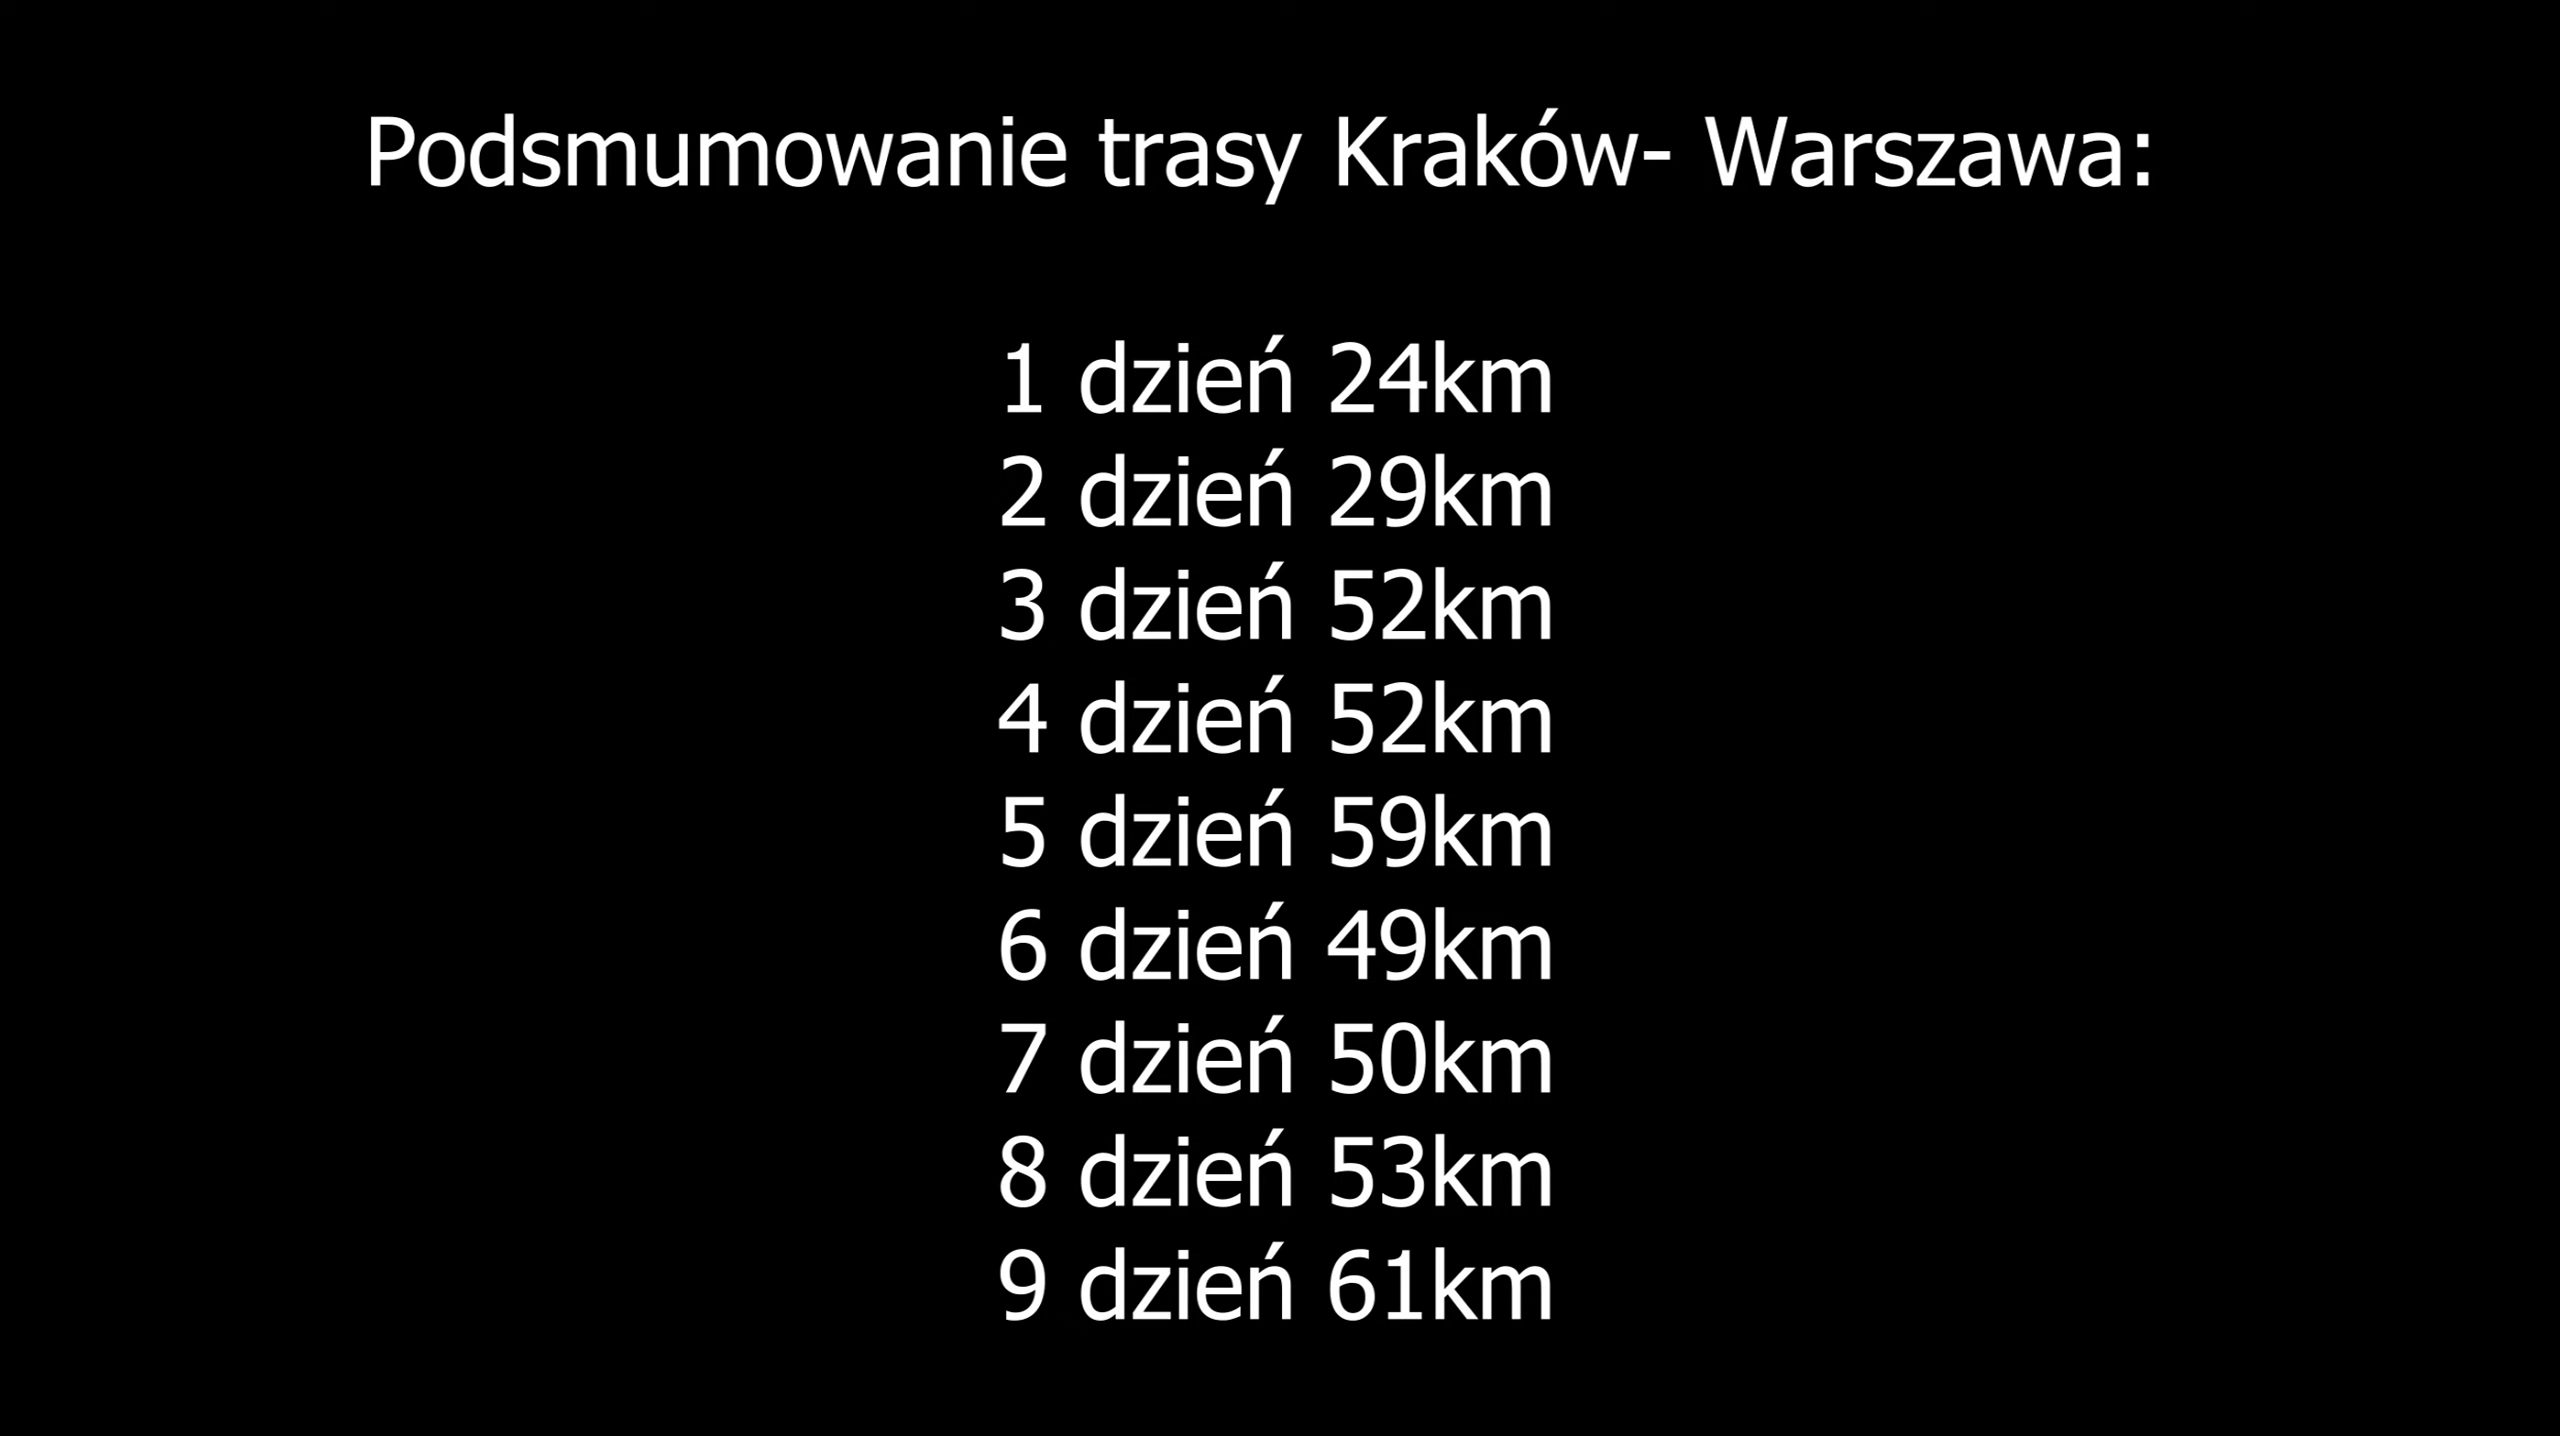 Podsmumowanie trasy Kraków- Warszawa:
1 dzień 24km
2 dzień 29km
3 dzień 52km
4 dzień 52km
5 dzień 59km
6 dzień 49km
7 dzień 50km
8 dzień 53km
9 dzień 61km